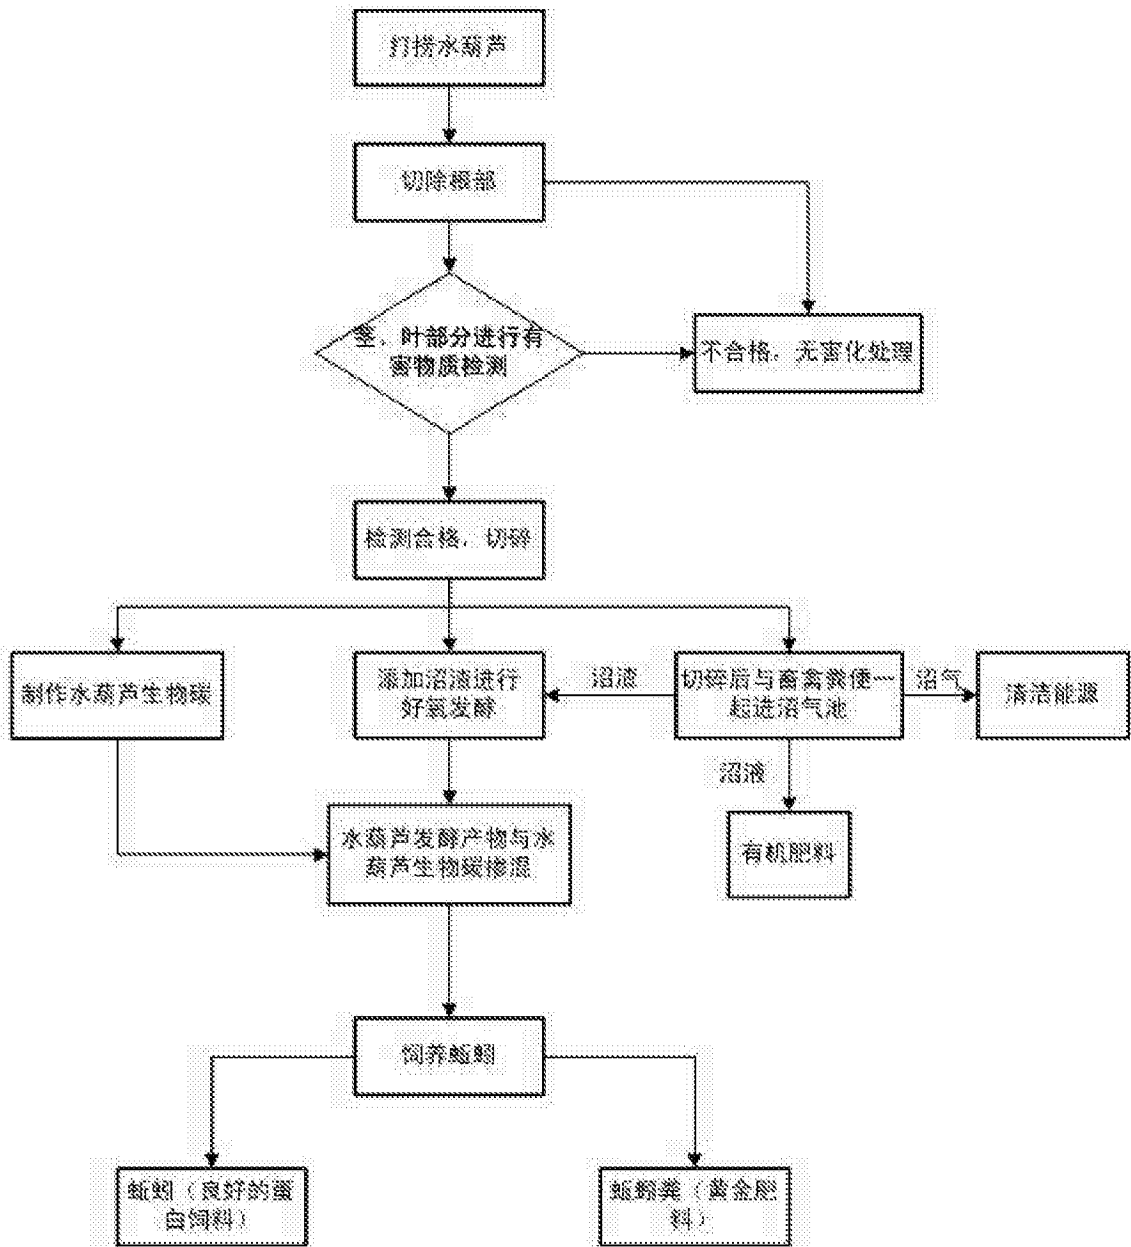 打捞水葫芦
切除根部
茎、叶部分进行有
害物质检测
不合格，无害化处理
检测合格，切碎
制作水葫芦生物碳
添加沼渣进行
好氧发酵
沼渣
切碎后与畜禽粪便一
起进沼气池
沼气
清洁能源
沼液
有机肥料
水葫芦发酵产物与水
葫芦生物碳掺混
饲养蚯蚓
蚯蚓（良好的蛋
白饲料）
蚯蚓粪（黄金肥
料）